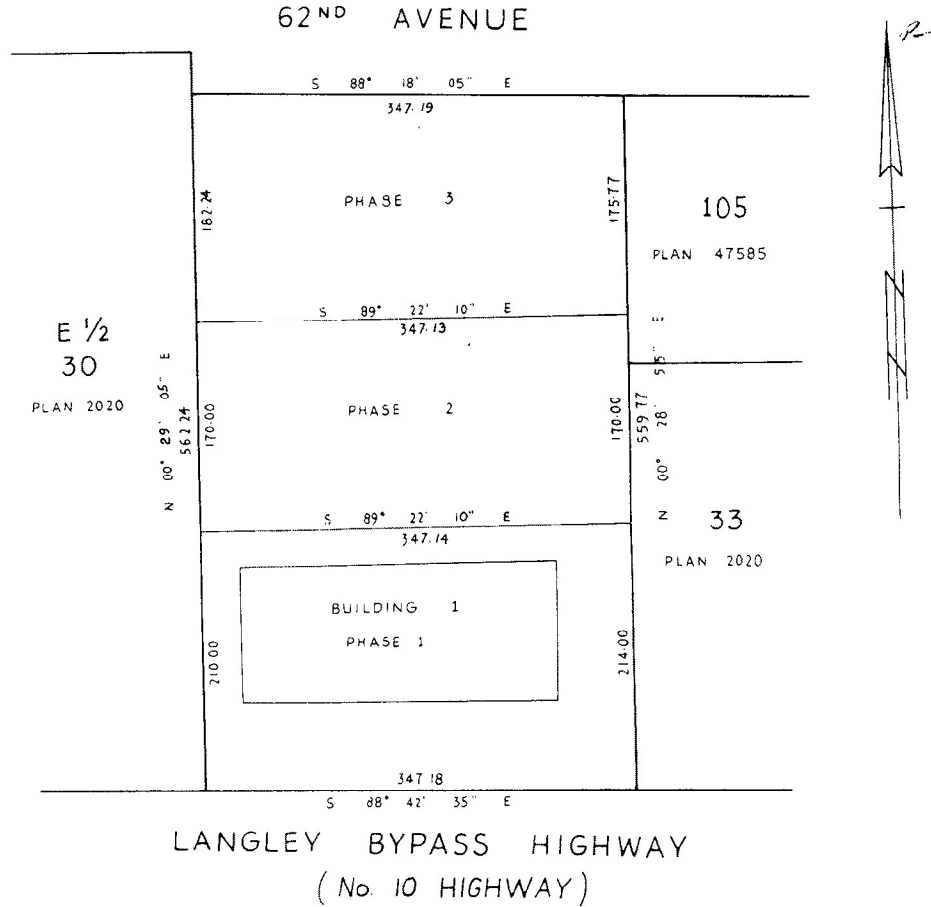 62ND AVENUE
S 88° 18' 05" E
347.19
182.24
PHASE 3
175.77
105
PLAN 47585
S 89° 22' 10" E
347.13
E 1/2
30
PLAN 2020
N 00° 29' 05" E
562.24
170.00
PHASE 2
170.00
559.77
N 00° 28' 55" E
33
PLAN 2020
S 89° 22' 10" E
347.14
BUILDING 1
PHASE 1
210.00
214.00
347.18
S 88° 42' 35" E
LANGLEY BYPASS HIGHWAY
(No. 10 HIGHWAY)
N